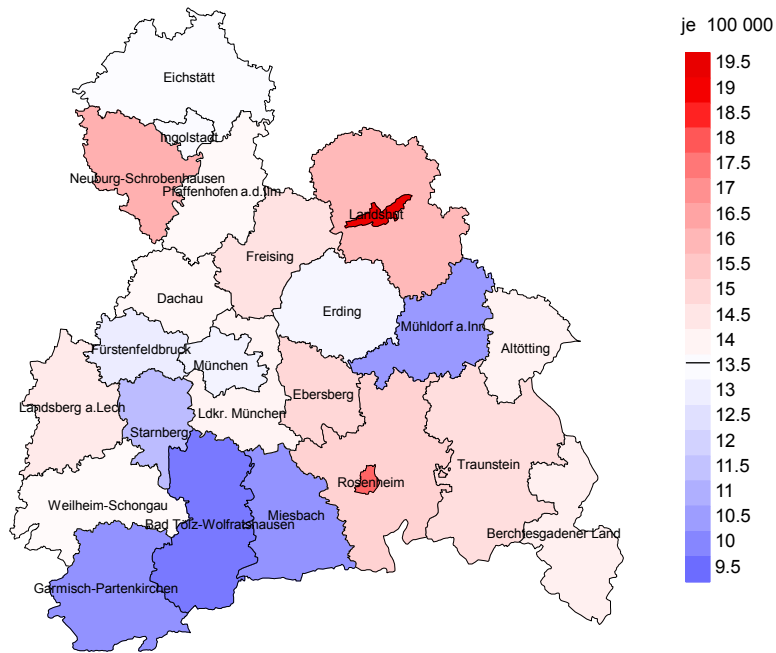 je 100 000
Eichstätt
Ingolstadt
Neuburg-Schrobenhausen
Pfaffenhofen a.d.Ilm
Landshut
Freising
Dachau
Erding
Mühldorf a.Inn
Altötting
Fürstenfeldbruck
München
Ebersberg
Landsberg a.Lech
Ldkr. München
Starnberg
Traunstein
Rosenheim
Weilheim-Schongau
Miesbach
Bad Tölz-Wolfratshausen
Berchtesgadener Land
Garmisch-Partenkirchen
19.5
19
18.5
18
17.5
17
16.5
16
15.5
15
14.5
14
13.5
13
12.5
12
11.5
11
10.5
10
9.5